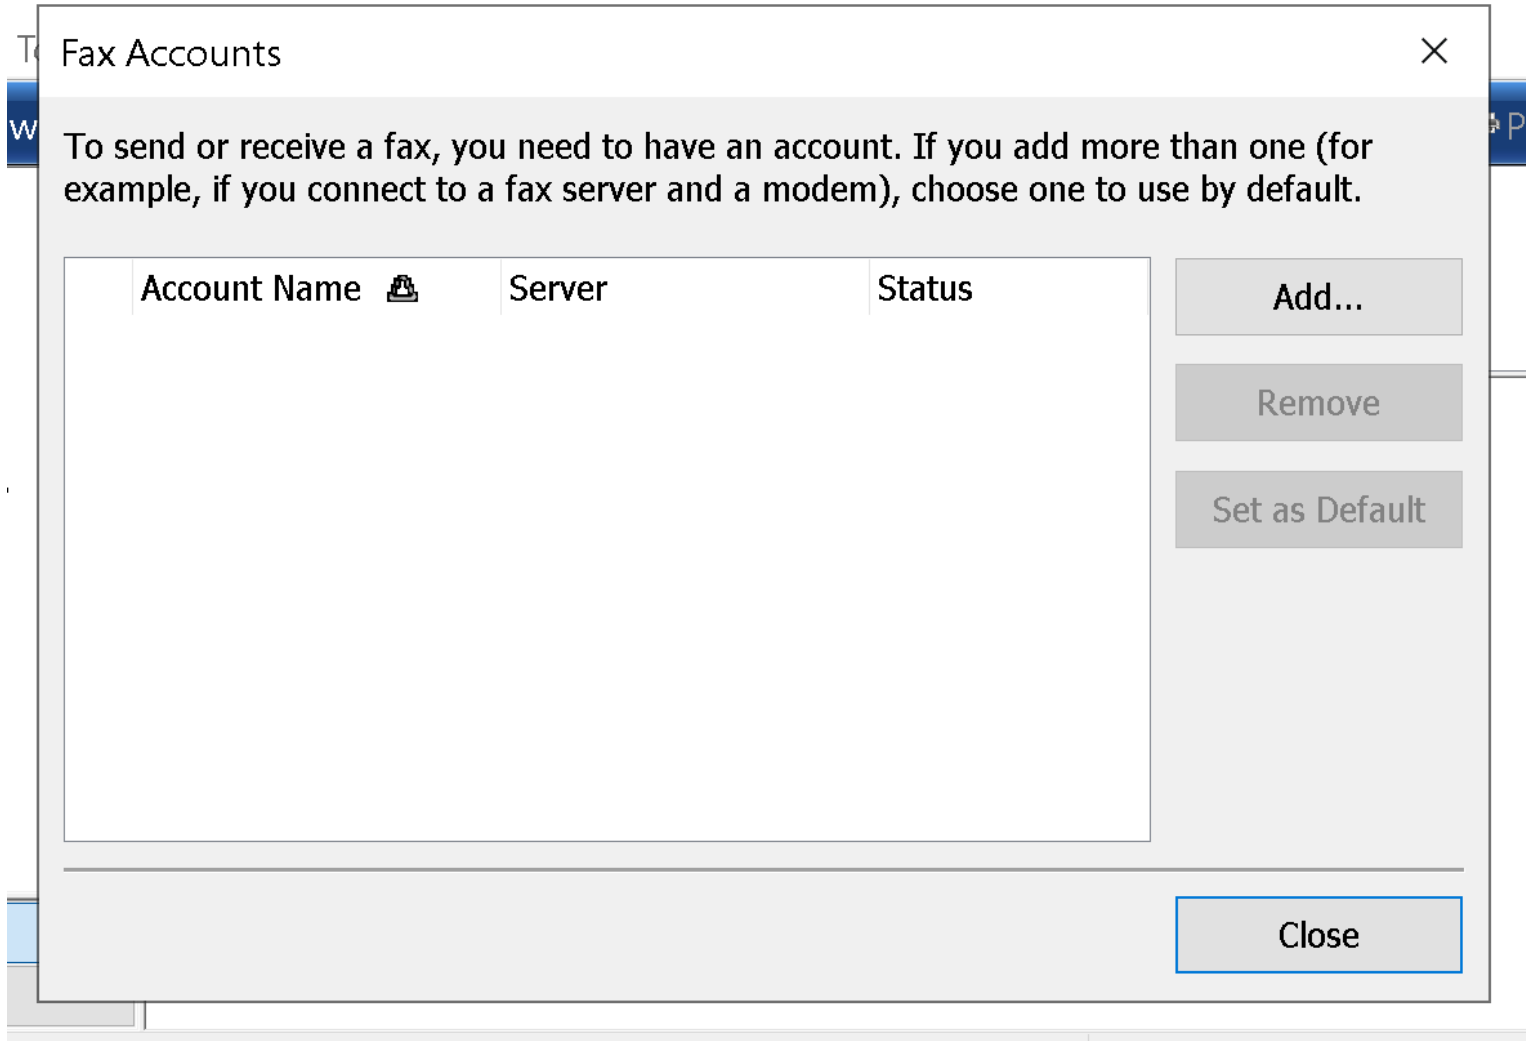 Fax Accounts
To send or receive a fax, you need to have an account. If you add more than one (for
example, if you connect to a fax server and a modem), choose one to use by default.
Account Name Server Status
Add...
Remove
Set as Default
Close